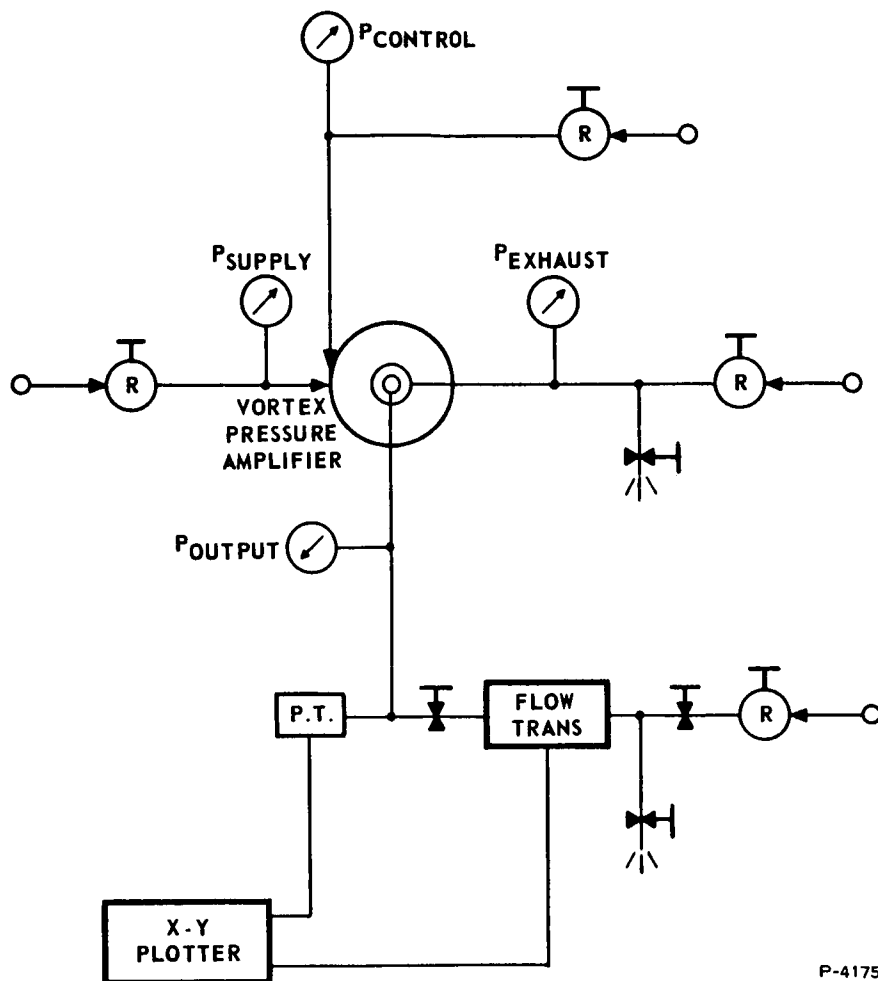 PCONTROL
R
PSUPPLY
PEXHAUST
R
R
VORTEX
PRESSURE
AMPLIFIER
POUTPUT
P.T.
FLOW
TRANS
R
X-Y
PLOTTER
P-4175